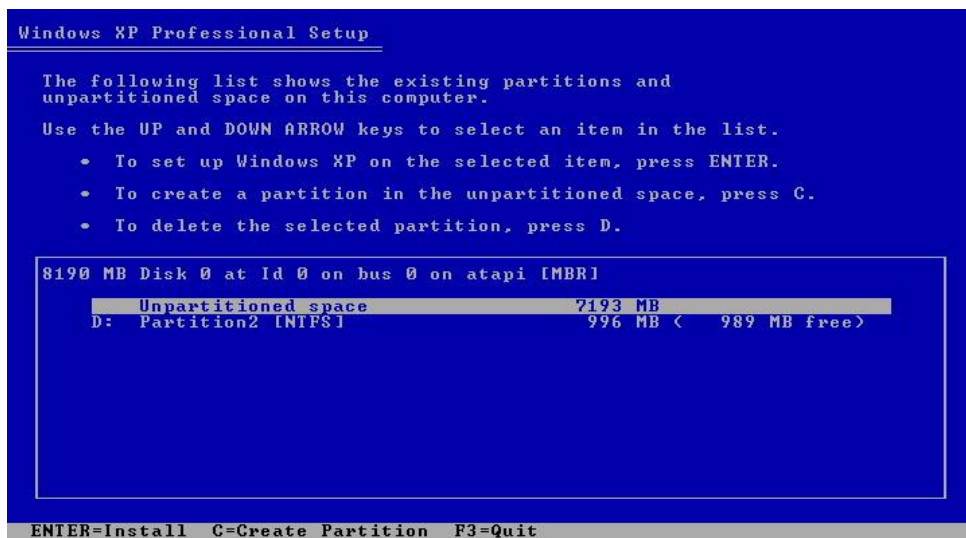 Windows XP Professional Setup
The following list shows the existing partitions and
unpartitioned space on this computer.
Use the UP and DOWN ARROW keys to select an item in the list.
• To set up Windows XP on the selected item, press ENTER.
• To create a partition in the unpartitioned space, press C.
• To delete the selected partition, press D.
8190 MB Disk 0 at Id 0 on bus 0 on atapi [MBR]
Unpartitioned space 7193 MB
D: Partition2 [NTFS] 996 MB ( 989 MB free)
ENTER=Install C=Create Partition F3=Quit